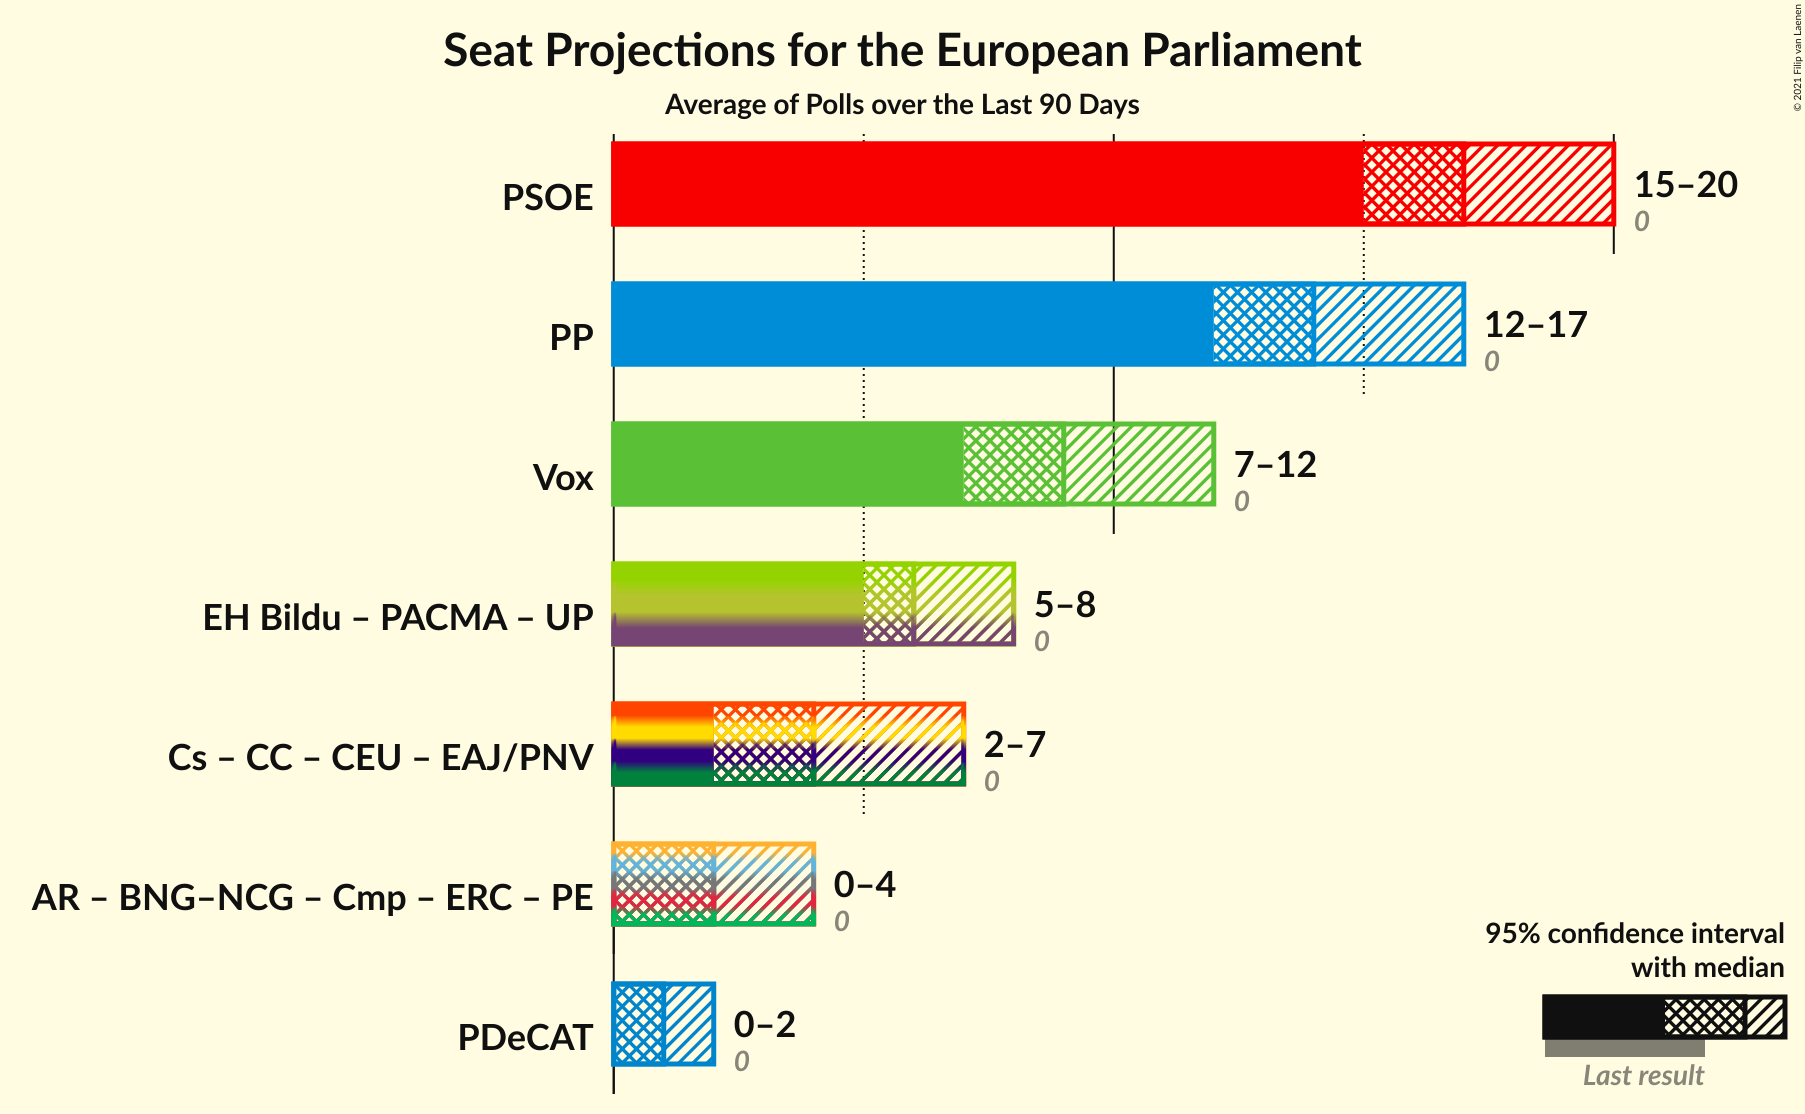 Seat Projections for the European Parliament
Average of Polls over the Last 90 Days
© 2021 Filip van Laenen
PSOE
15–20
0
PP
12–17
0
Vox
7–12
0
EH Bildu – PACMA – UP
5–8
0
Cs – CC – CEU – EAJ/PNV
2–7
0
AR – BNG–NCG – Cmp – ERC – PE
0–4
0
PDeCAT
0–2
0
95% confidence interval
with median
Last result